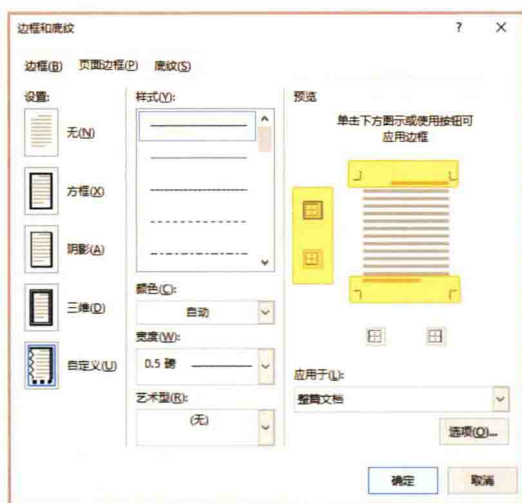 边框和底纹 ? ×
边框(B) 页面边框(P) 底纹(S)
设置:
无(N)
方框(X)
阴影(A)
三维(D)
自定义(U)
样式(Y):
颜色(C):
自动
宽度(W):
0.5 磅
艺术型(R):
(无)
预览
单击下方图示或使用按钮可
应用边框
应用于(L):
整篇文档
选项(O)...
确定 取消